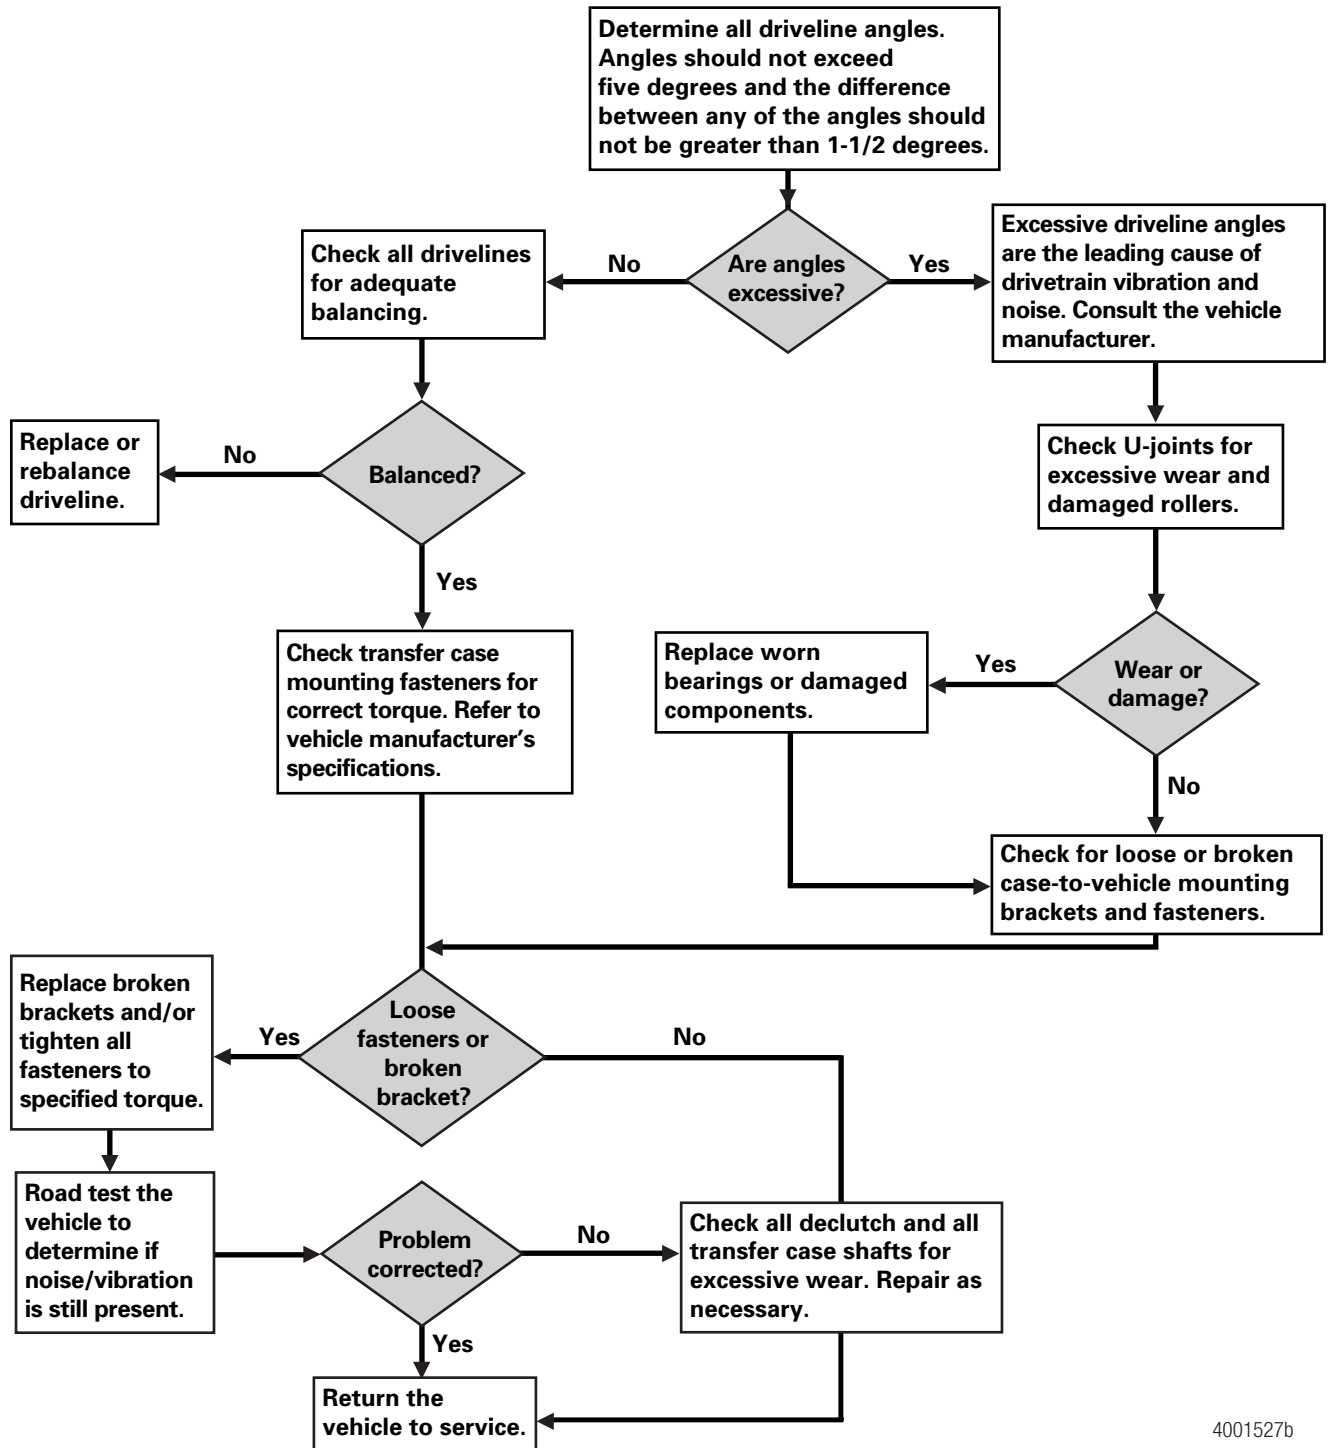 Determine all driveline angles.
Angles should not exceed
five degrees and the difference
between any of the angles should
not be greater than 1-1/2 degrees.
Are angles
excessive?
No
Yes
Check all drivelines
for adequate
balancing.
Excessive driveline angles
are the leading cause of
drivetrain vibration and
noise. Consult the vehicle
manufacturer.
Balanced?
No
Replace or
rebalance
driveline.
Yes
Check U-joints for
excessive wear and
damaged rollers.
Check transfer case
mounting fasteners for
correct torque. Refer to
vehicle manufacturer's
specifications.
Wear or
damage?
Yes
Replace worn
bearings or damaged
components.
No
Check for loose or broken
case-to-vehicle mounting
brackets and fasteners.
Loose
fasteners or
broken
bracket?
Yes
No
Replace broken
brackets and/or
tighten all
fasteners to
specified torque.
Road test the
vehicle to
determine if
noise/vibration
is still present.
Problem
corrected?
No
Check all declutch and all
transfer case shafts for
excessive wear. Repair as
necessary.
Yes
Return the
vehicle to service.
4001527b